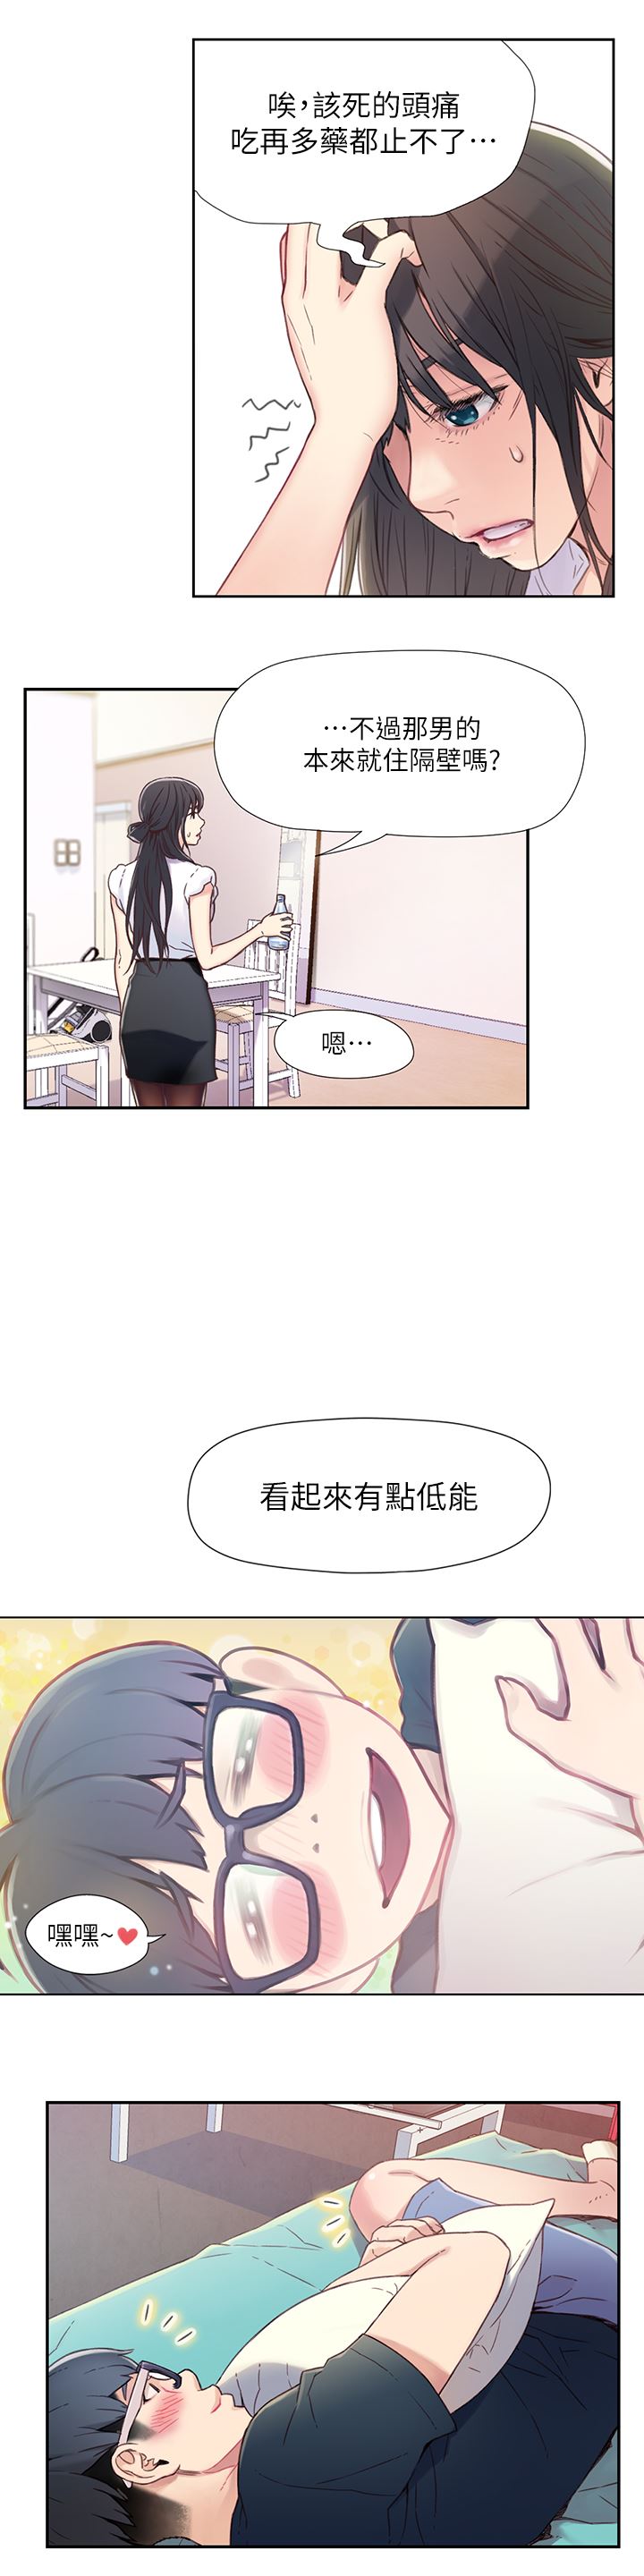 唉，該死的頭痛
吃再多藥都止不了…
…不過那男的
本來就住隔壁嗎?
嗯…
看起來有點低能
嘿嘿~♥